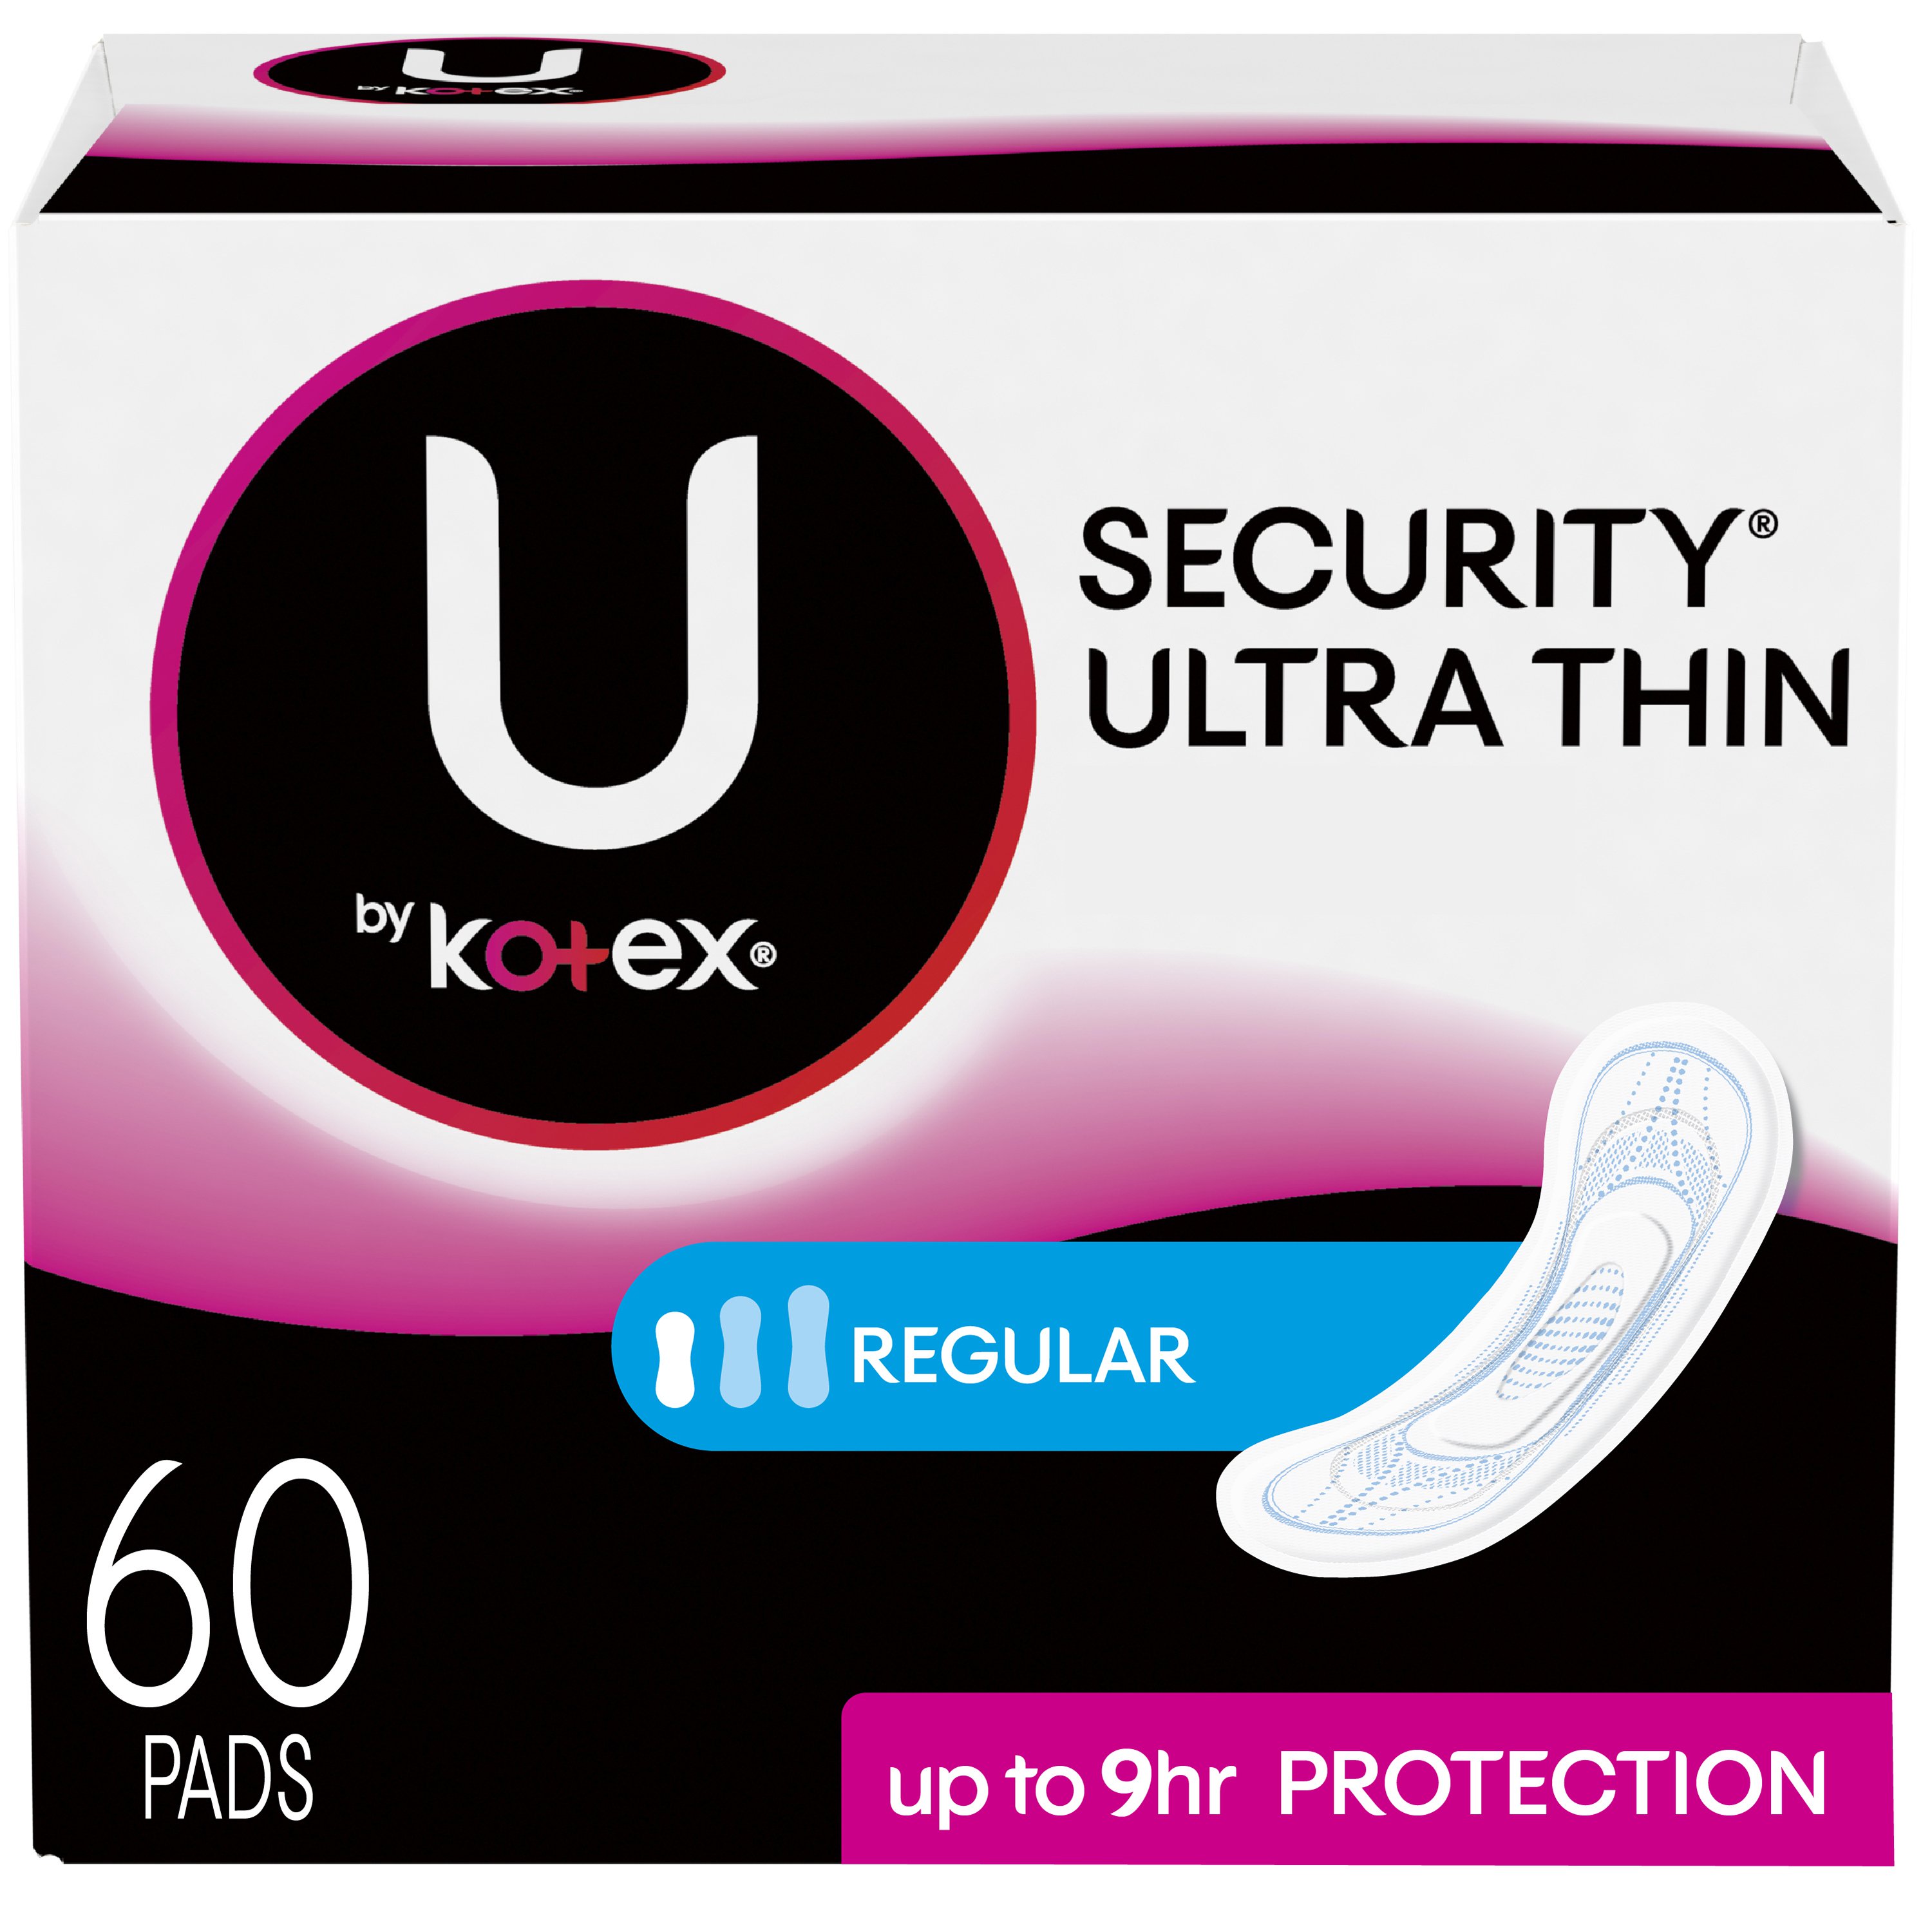 U
by kotex®
U
by kotex®
SECURITY®
ULTRA THIN
REGULAR
60
PADS
up to 9hr PROTECTION